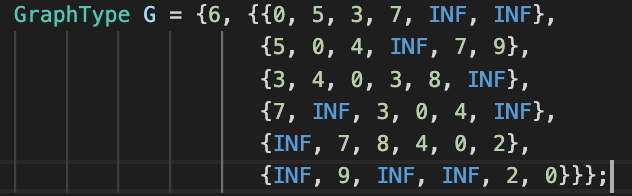 GraphType G = {6, {{0, 5, 3, 7, INF, INF},
{5, 0, 4, INF, 7, 9},
{3, 4, 0, 3, 8, INF},
{7, INF, 3, 0, 4, INF},
{INF, 7, 8, 4, 0, 2},
{INF, 9, INF, INF, 2, 0}}};